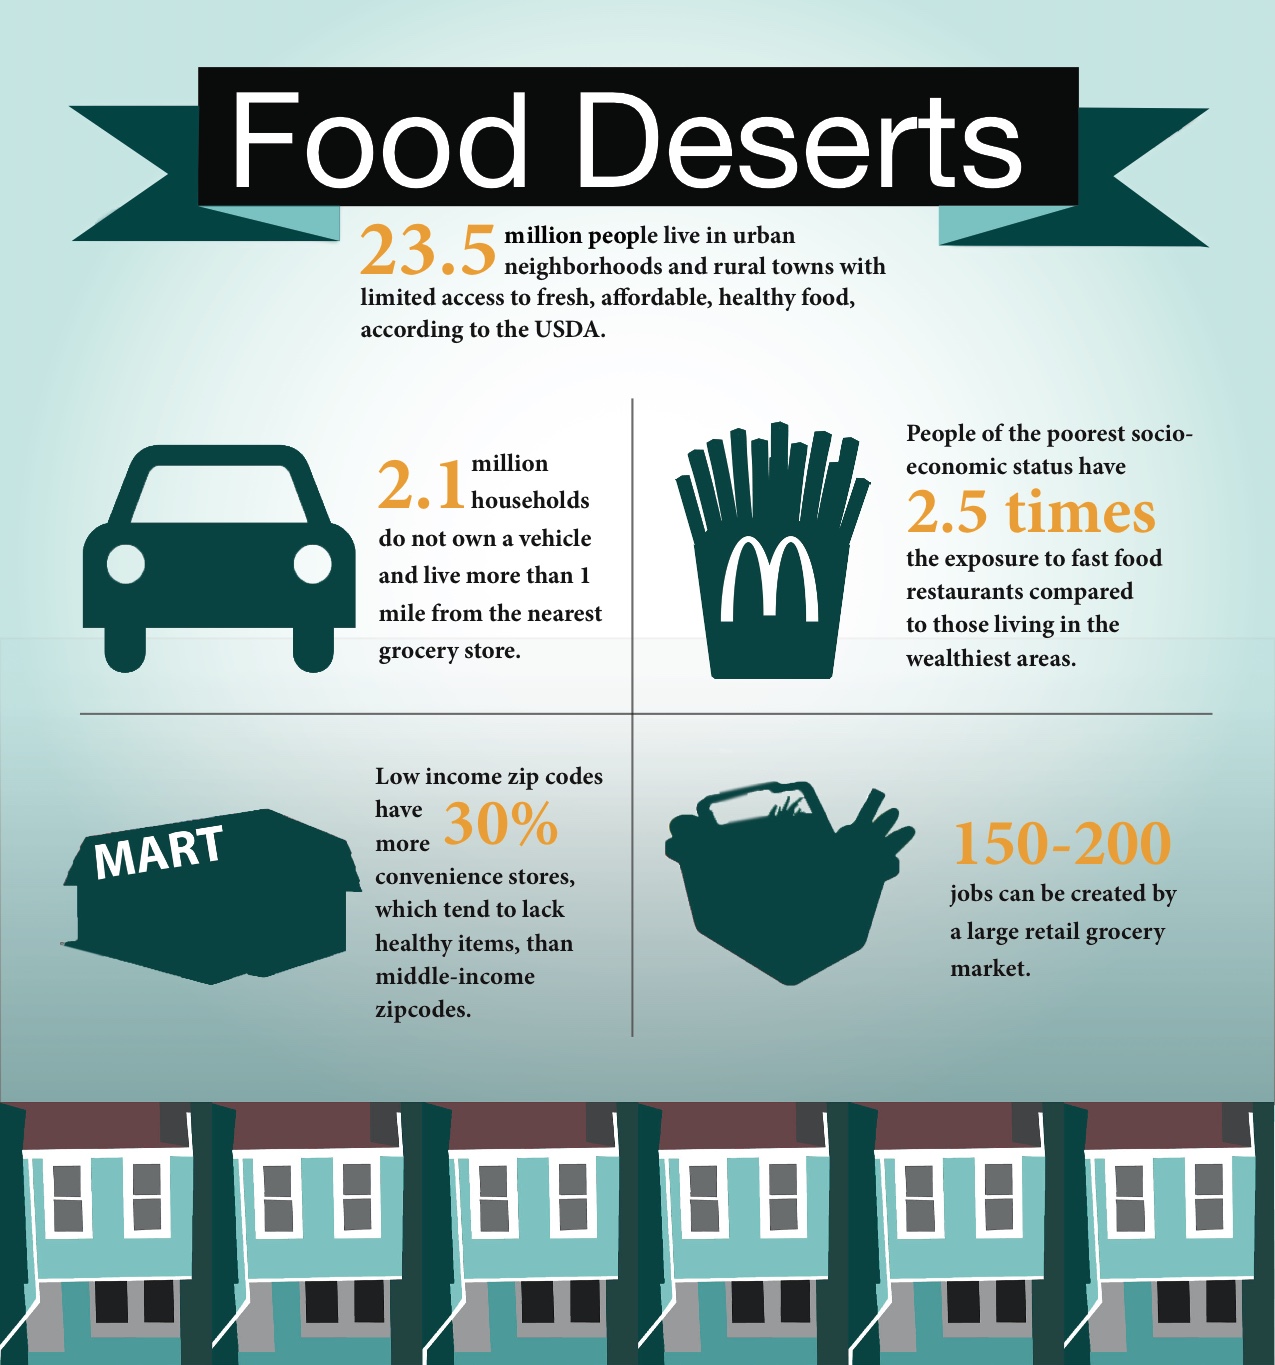 Food Deserts
23.5 million people live in urban
neighborhoods and rural towns with
limited access to fresh, affordable, healthy food,
according to the USDA.
2.1 million
households
do not own a vehicle
and live more than 1
mile from the nearest
grocery store.
People of the poorest socio-
economic status have
2.5 times
the exposure to fast food
restaurants compared
to those living in the
wealthiest areas.
MART
Low income zip codes
have 30%
more
convenience stores,
which tend to lack
healthy items, than
middle-income
zipcodes.
150-200
jobs can be created by
a large retail grocery
market.